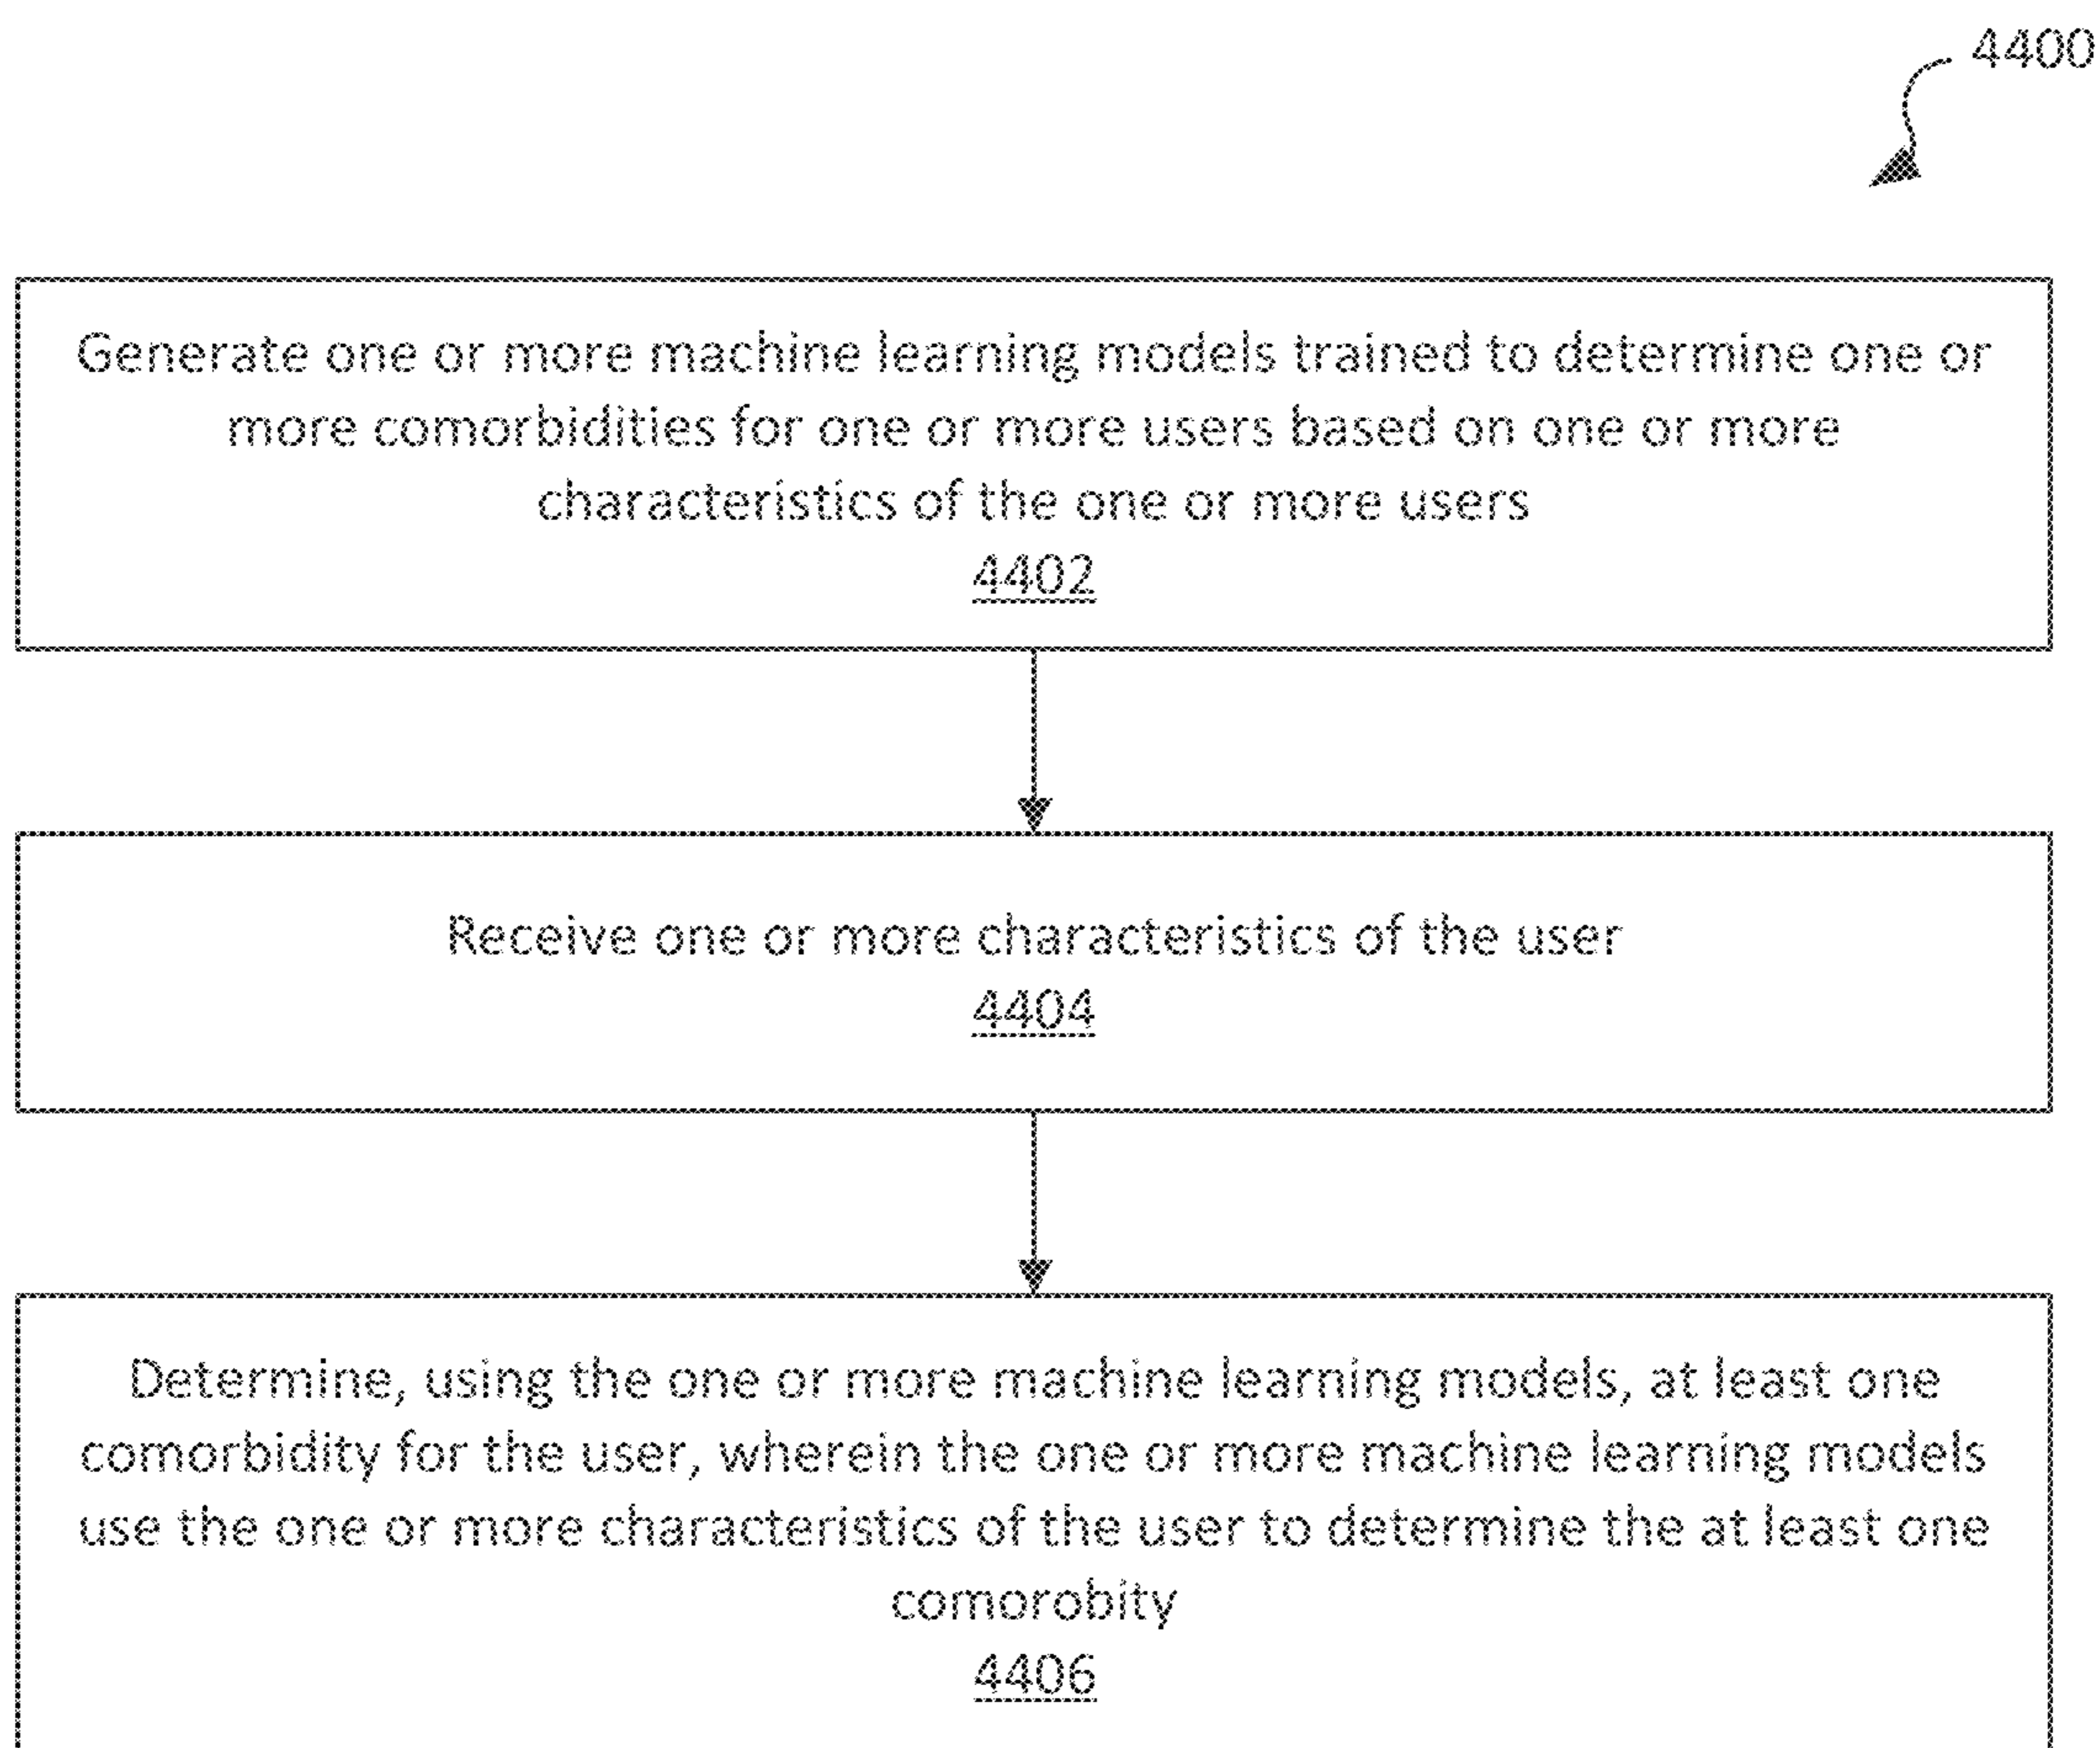 4400
Generate one or more machine learning models trained to determine one or
more comorbidities for one or more users based on one or more
characteristics of the one or more users
4402
Receive one or more characteristics of the user
4404
Determine, using the one or more machine learning models, at least one
comorbidity for the user, wherein the one or more machine learning models
use the one or more characteristics of the user to determine the at least one
comorobity
4406